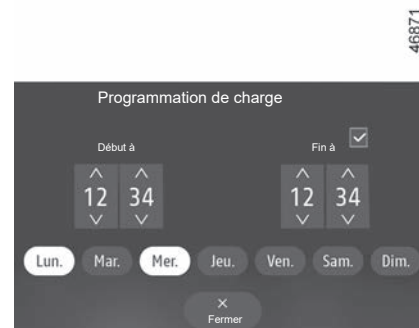 46871
Programmation de charge
Début à Fin à
12 34 12 34
Lun. Mar. Mer. Jeu. Ven. Sam. Dim.
Fermer